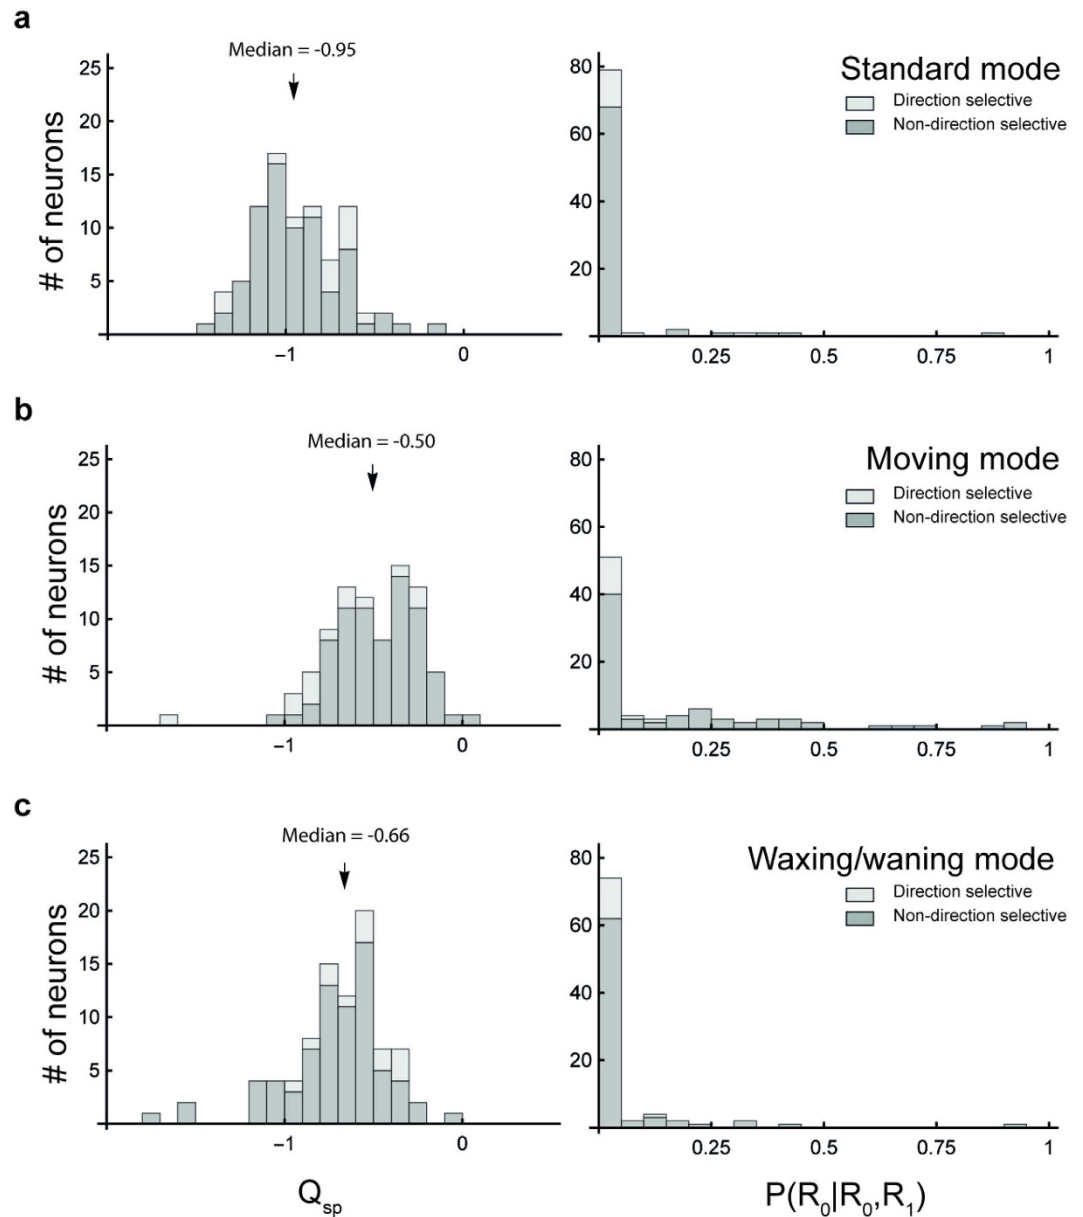 a
Median = -0.95
# of neurons
25
20
15
10
5
−1
0
80
60
40
20
0.25
0.5
0.75
1
Standard mode
Direction selective
Non-direction selective
b
Median = -0.50
# of neurons
25
20
15
10
5
−1
0
80
60
40
20
0.25
0.5
0.75
1
Moving mode
Direction selective
Non-direction selective
c
Median = -0.66
# of neurons
25
20
15
10
5
−1
0
80
60
40
20
0.25
0.5
0.75
1
Waxing/waning mode
Direction selective
Non-direction selective
Qsp
P(R0|R0,R1)